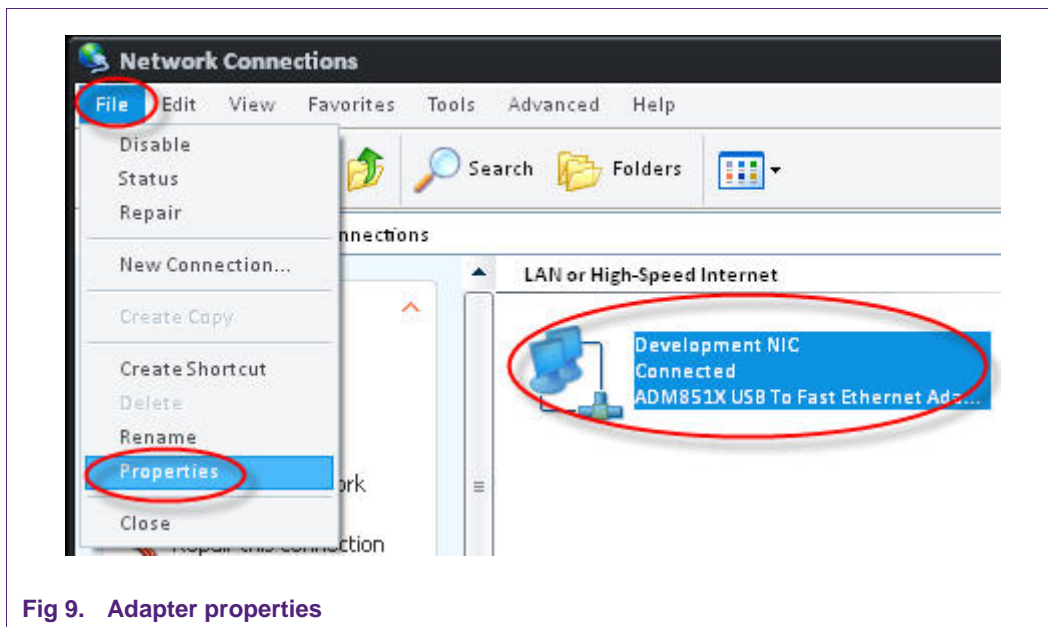 Network Connections
File Edit View Favorites Tools Advanced Help
Disable
Status
Repair
New Connection...
Create Copy
Create Shortcut
Delete
Rename
Properties
Close
Search Folders
nnections
LAN or High-Speed Internet
Development NIC
Connected
ADM851X USB To Fast Ethernet Ada...
ork
Repair this connection
Fig 9. Adapter properties